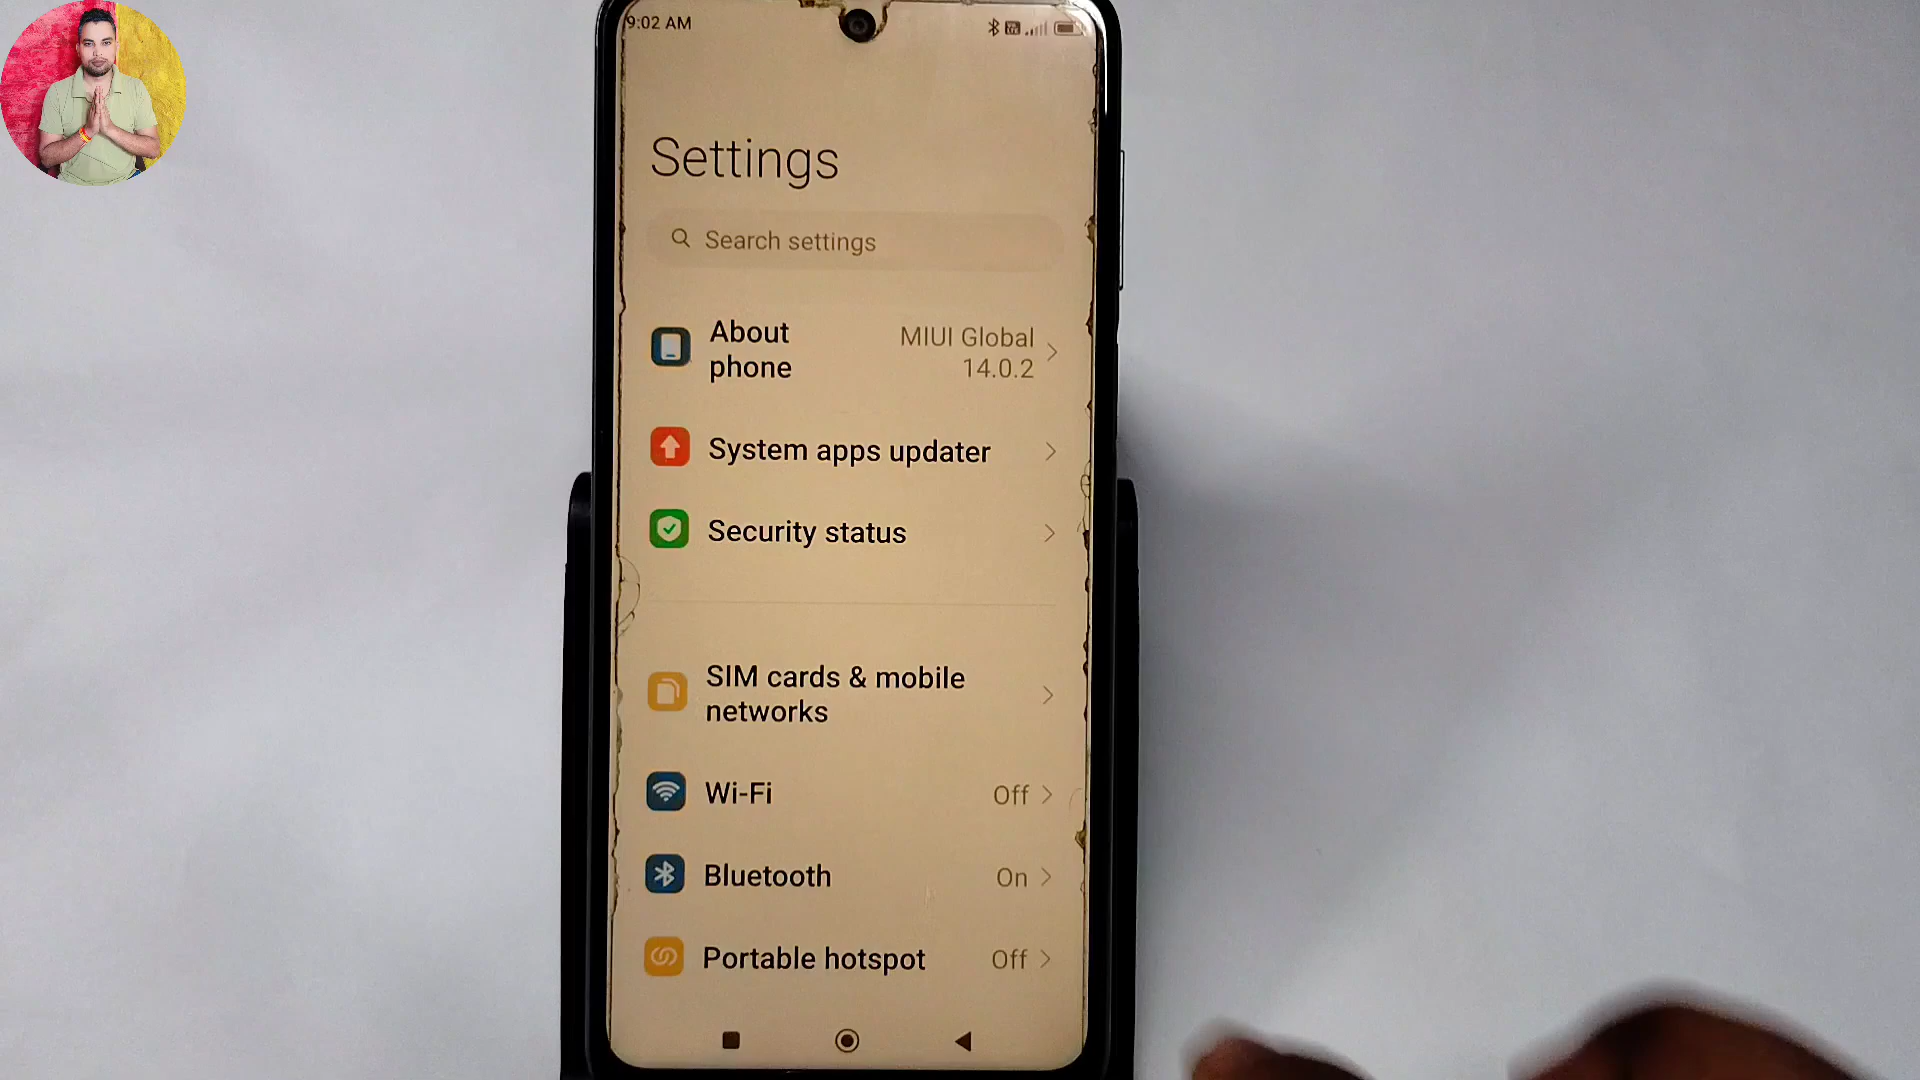 9:02 AM
Settings
Search settings
About
phone
MIUI Global
14.0.2
System apps updater
Security status
SIM cards & mobile
networks
Wi-Fi
Off
Bluetooth
On
Portable hotspot
Off